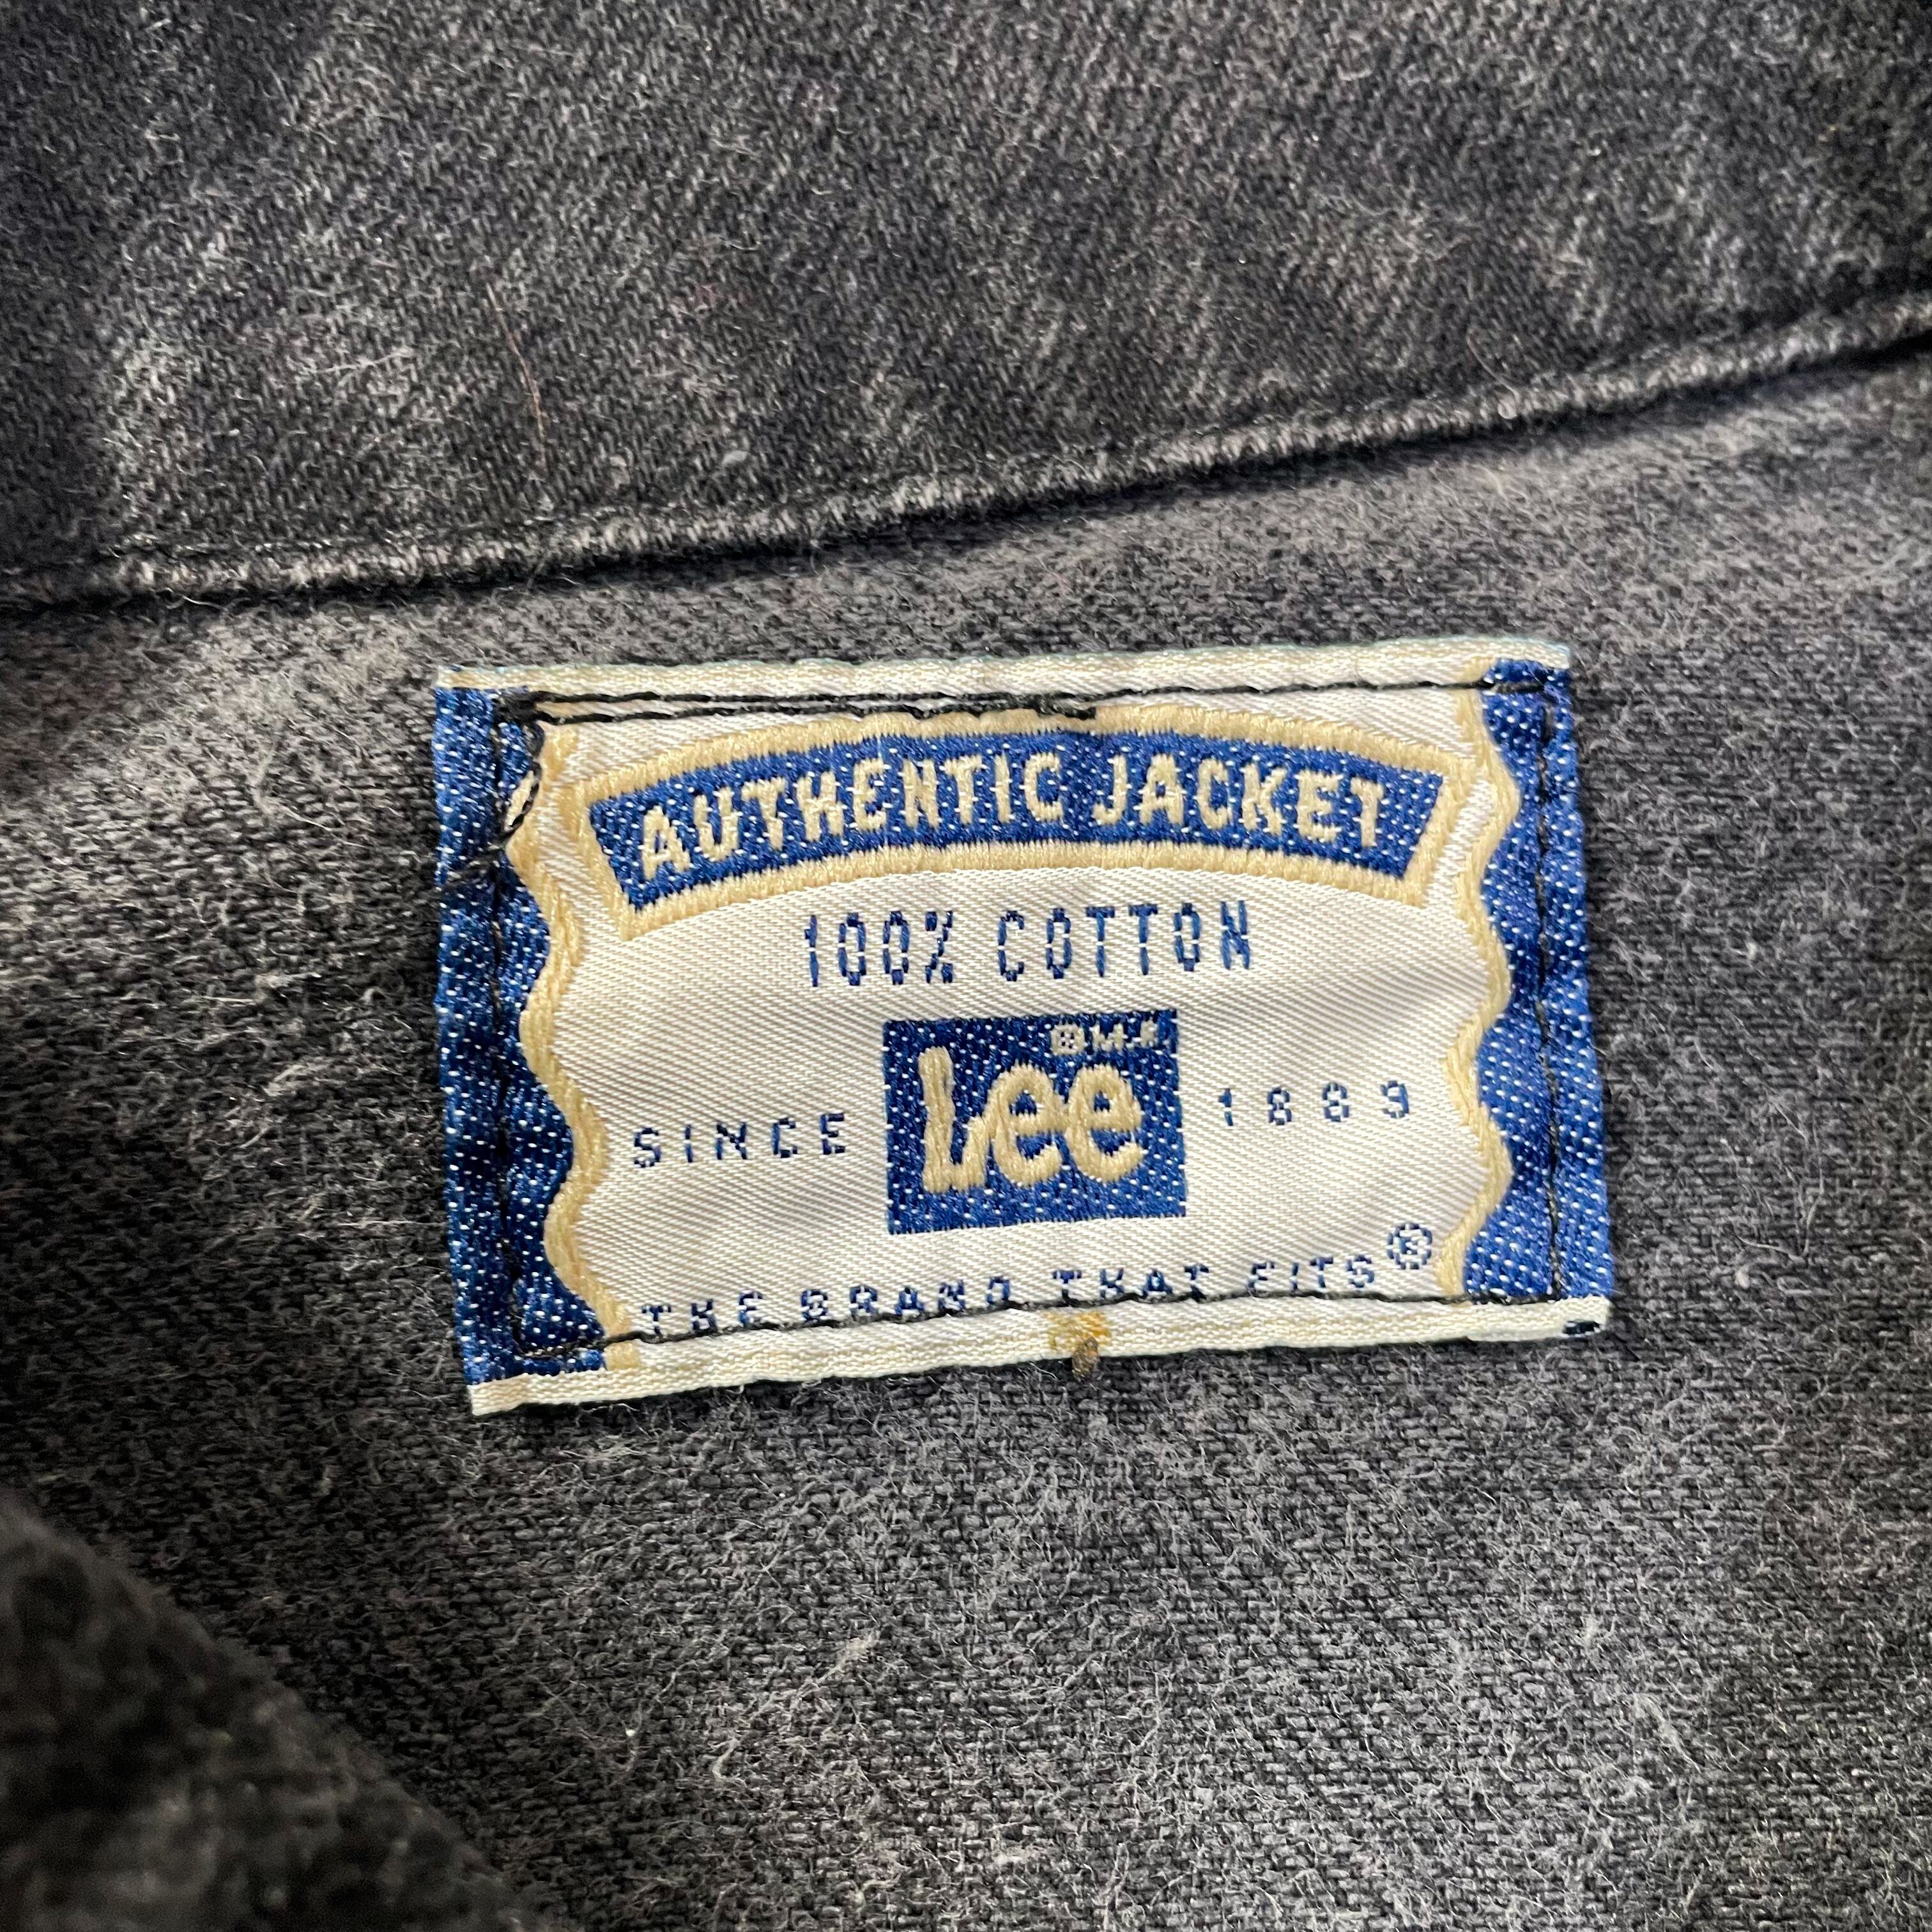 AUTHENTIC JACKET
100% COTTON
® M.R.
Lee
SINCE 1889
THE BRAND THAT FITS®